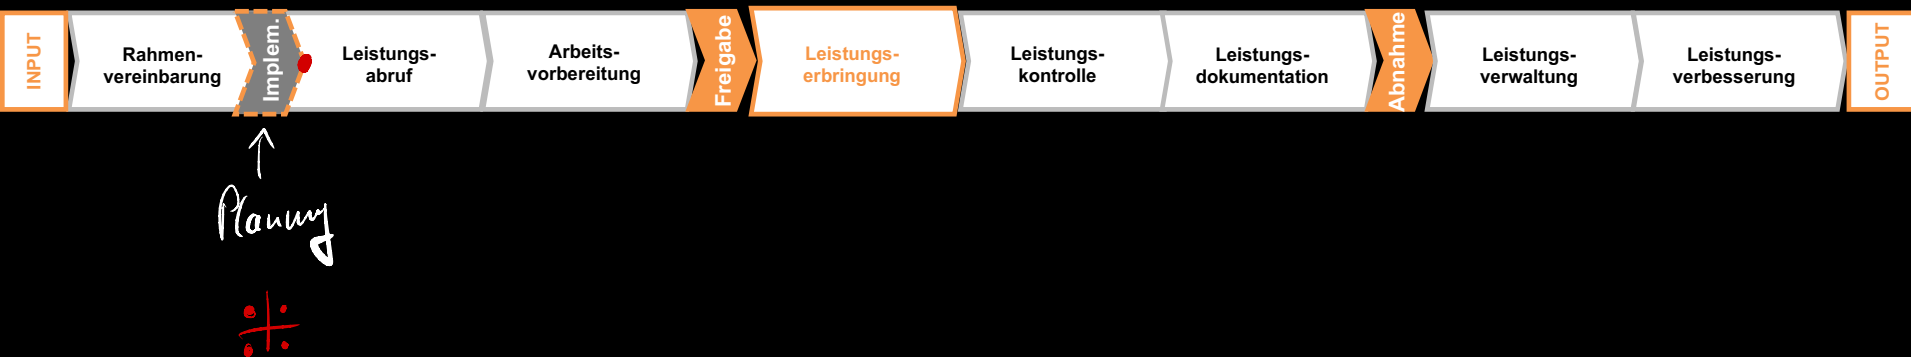 INPUT
Rahmen-
vereinbarung
Implem.
Leistungs-
abruf
Arbeits-
vorbereitung
Freigabe
Leistungs-
erbringung
Leistungs-
kontrolle
Leistungs-
dokumentation
Abnahme
Leistungs-
verwaltung
Leistungs-
verbesserung
OUTPUT
Planung